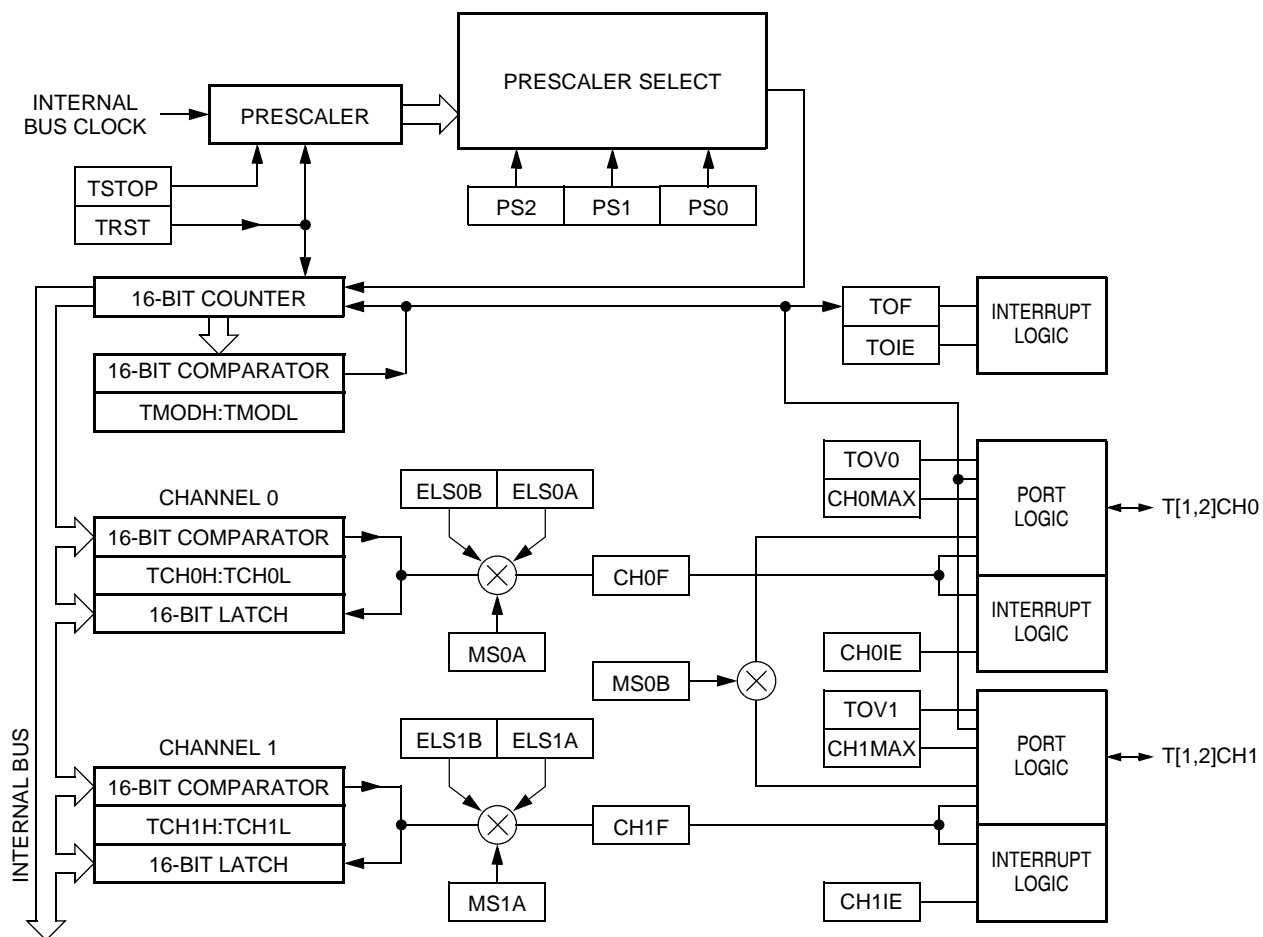 PRESCALER SELECT
INTERNAL
BUS CLOCK
PRESCALER
TSTOP
TRST
PS2
PS1
PS0
16-BIT COUNTER
TOF
TOIE
INTERRUPT
LOGIC
16-BIT COMPARATOR
TMODH:TMODL
TOV0
CH0MAX
PORT
LOGIC
T[1,2]CH0
CHANNEL 0
ELS0B
ELS0A
16-BIT COMPARATOR
TCH0H:TCH0L
16-BIT LATCH
CH0F
INTERRUPT
LOGIC
MS0A
CH0IE
MS0B
TOV1
CH1MAX
PORT
LOGIC
T[1,2]CH1
CHANNEL 1
ELS1B
ELS1A
16-BIT COMPARATOR
TCH1H:TCH1L
16-BIT LATCH
CH1F
INTERRUPT
LOGIC
MS1A
CH1IE
INTERNAL BUS